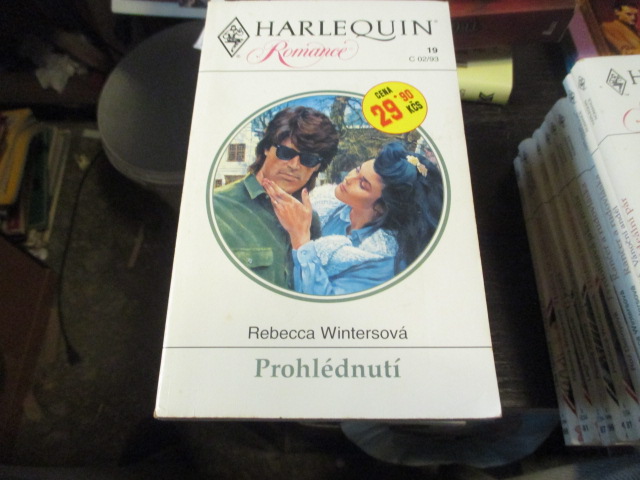 HARLEQUIN
Romance
19
C 02/93
CENA
29.90
KČS
Rebecca Wintersová
Prohlédnutí